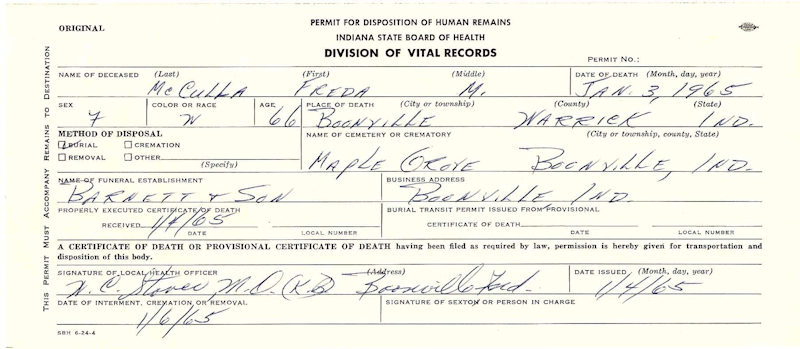 ORIGINAL
PERMIT FOR DISPOSITION OF HUMAN REMAINS
INDIANA STATE BOARD OF HEALTH
DIVISION OF VITAL RECORDS
PERMIT NO.:
THIS PERMIT MUST ACCOMPANY REMAINS TO DESTINATION
NAME OF DECEASED (Last) (First) (Middle) DATE OF DEATH (Month, day, year)
McCulla Freda M. Jan. 3, 1965
SEX COLOR OR RACE AGE PLACE OF DEATH (City or township) (County) (State)
F W 66 Boonville Warrick Ind.
METHOD OF DISPOSAL NAME OF CEMETERY OR CREMATORY (City or township, county, State)
BURIAL CREMATION
REMOVAL OTHER (Specify)
Maple Grove Boonville, Ind.
NAME OF FUNERAL ESTABLISHMENT BUSINESS ADDRESS
Barnett & Son Boonville, Ind.
PROPERLY EXECUTED CERTIFICATE OF DEATH BURIAL TRANSIT PERMIT ISSUED FROM PROVISIONAL
RECEIVED 1/4/65 CERTIFICATE OF DEATH
DATE LOCAL NUMBER DATE LOCAL NUMBER
A CERTIFICATE OF DEATH OR PROVISIONAL CERTIFICATE OF DEATH having been filed as required by law, permission is hereby given for transportation and
disposition of this body.
SIGNATURE OF LOCAL HEALTH OFFICER (Address) DATE ISSUED (Month, day, year)
W. C. Stover M.D. (K.B) Boonville Ind. 1/4/65
DATE OF INTERMENT, CREMATION OR REMOVAL SIGNATURE OF SEXTON OR PERSON IN CHARGE
1/6/65
SBH 6-24-4